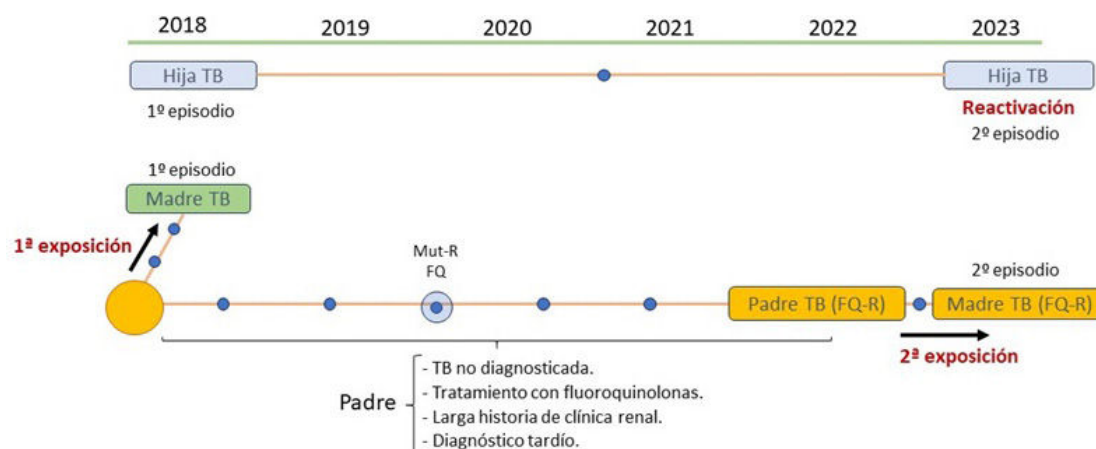 2018 2019 2020 2021 2022 2023
Hija TB
Hija TB
1º episodio
Reactivación
2º episodio
1º episodio
Madre TB
1ª exposición
Mut-R
FQ
2º episodio
Padre TB (FQ-R)
Madre TB (FQ-R)
2ª exposición
Padre
- TB no diagnosticada.
- Tratamiento con fluoroquinolonas.
- Larga historia de clínica renal.
- Diagnóstico tardío.